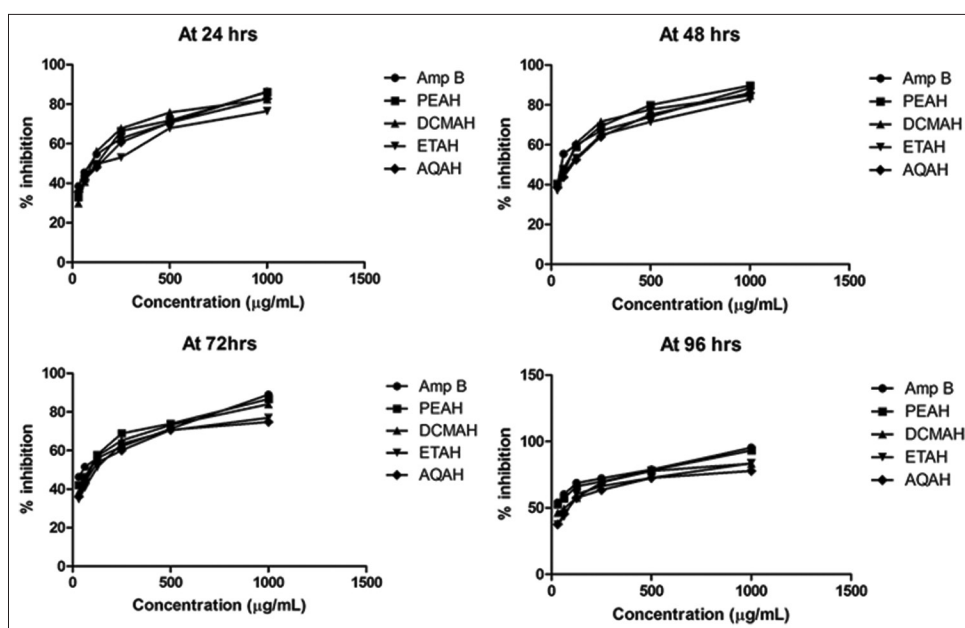 At 24 hrs
% inhibition
100
80
60
40
20
0
0 500 1000 1500
Concentration (μg/mL)
Amp B
PEAH
DCMAH
ETAH
AQAH
At 48 hrs
% inhibition
100
80
60
40
20
0
0 500 1000 1500
Concentration (μg/mL)
Amp B
PEAH
DCMAH
ETAH
AQAH
At 72hrs
% inhibition
100
80
60
40
20
0
0 500 1000 1500
Concentration (μg/mL)
Amp B
PEAH
DCMAH
ETAH
AQAH
At 96 hrs
% inhibition
150
100
50
0
0 500 1000 1500
Concentration (μg/mL)
Amp B
PEAH
DCMAH
ETAH
AQAH